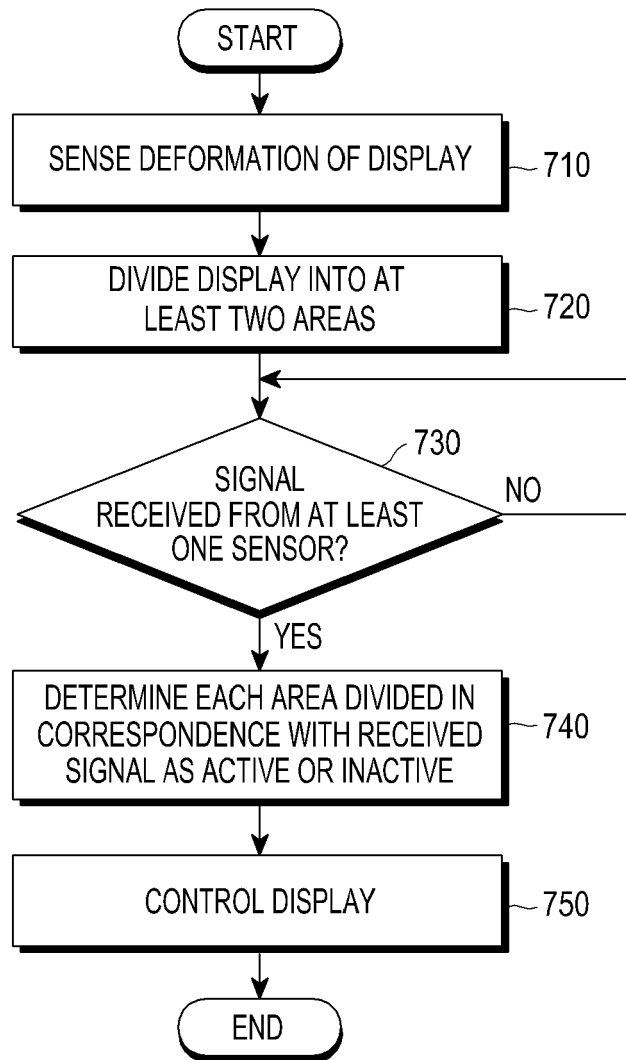 START
SENSE DEFORMATION OF DISPLAY
710
DIVIDE DISPLAY INTO AT
LEAST TWO AREAS
720
730
SIGNAL
RECEIVED FROM AT LEAST
ONE SENSOR?
NO
YES
DETERMINE EACH AREA DIVIDED IN
CORRESPONDENCE WITH RECEIVED
SIGNAL AS ACTIVE OR INACTIVE
740
CONTROL DISPLAY
750
END